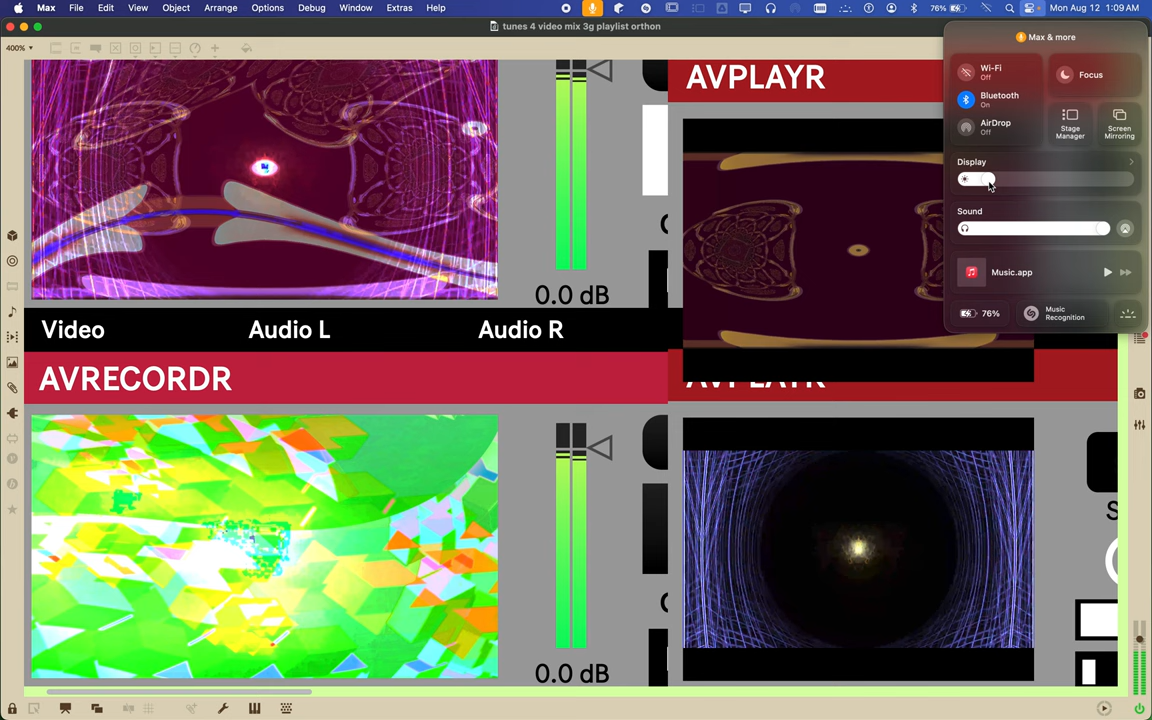 Max File Edit View Object Arrange Options Debug Window Extras Help 76% Mon Aug 12 1:09 AM
tunes 4 video mix 3g playlist orthon
400%
Max & more
Wi-Fi
Off
Bluetooth
On
AirDrop
Off
Focus
Stage
Manager
Screen
Mirroring
Display
Sound
Music.app
76%
Music
Recognition
AVPLAYR
0.0 dB
Video Audio L Audio R
AVRECORDR
AVPLAYR
0.0 dB